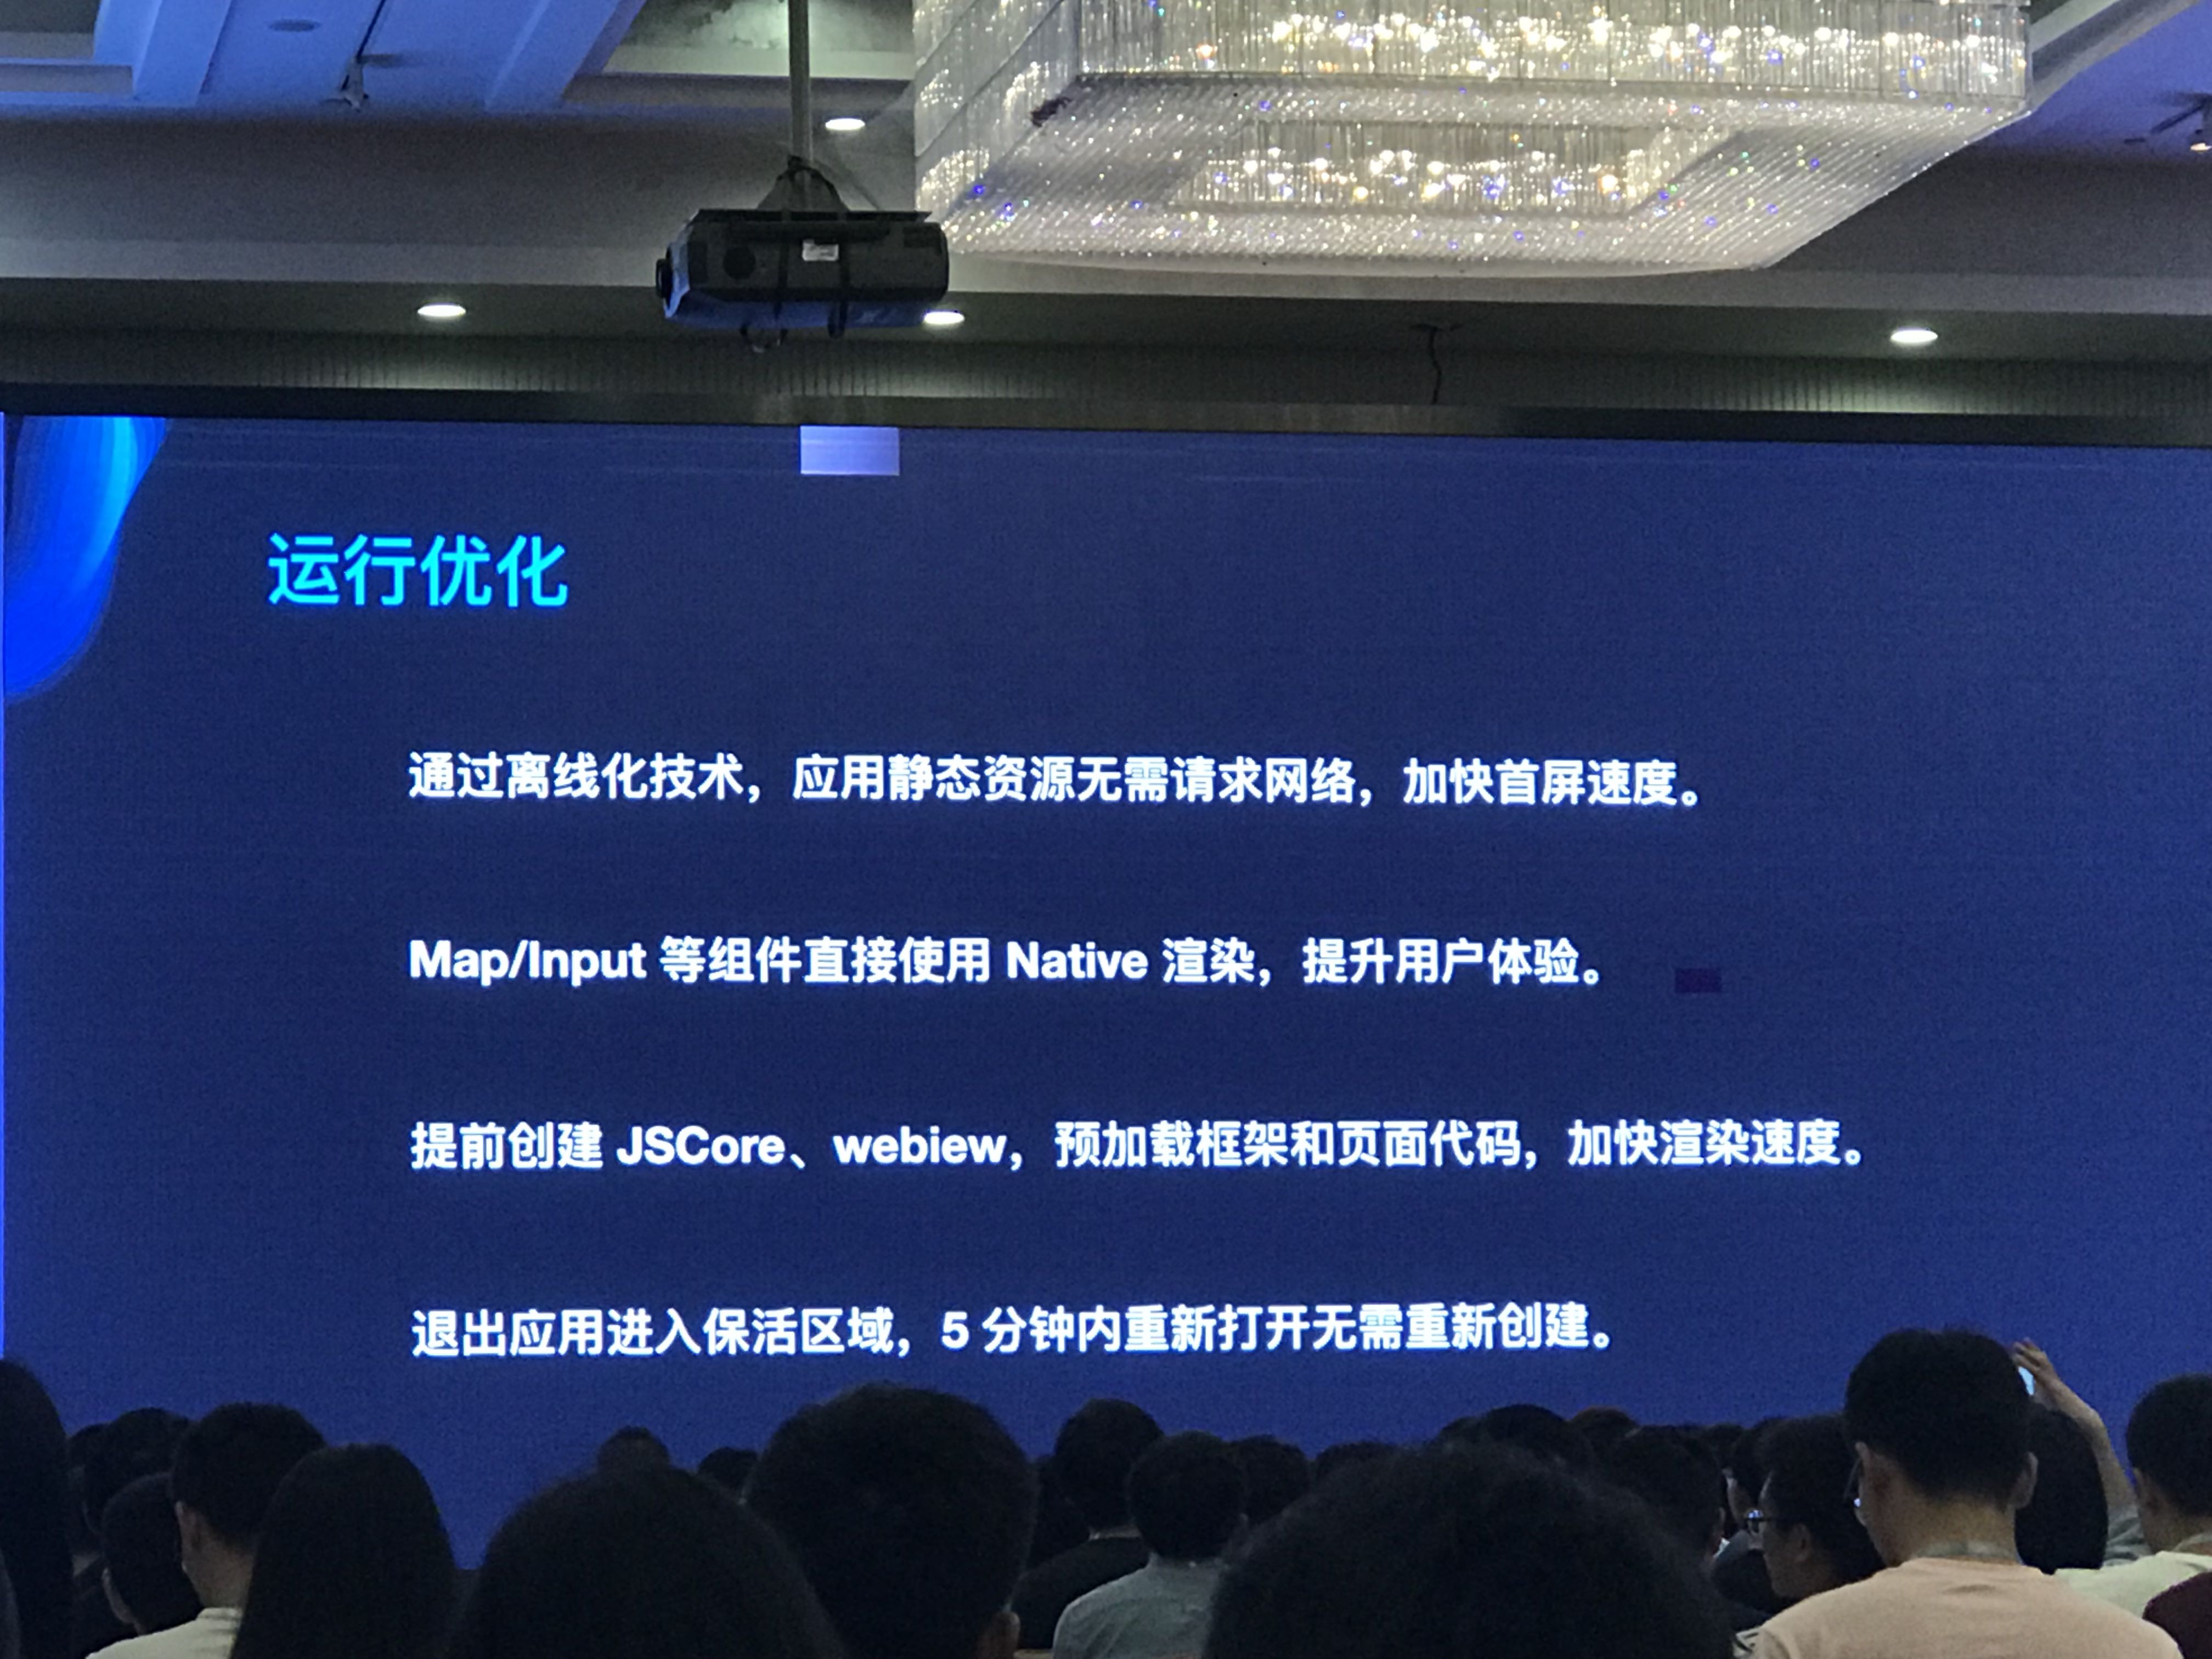 运行优化
通过离线化技术，应用静态资源无需请求网络，加快首屏速度。
Map/Input 等组件直接使用 Native 渲染，提升用户体验。
提前创建 JSCore、webiew，预加载框架和页面代码，加快渲染速度。
退出应用进入保活区域，5 分钟内重新打开无需重新创建。